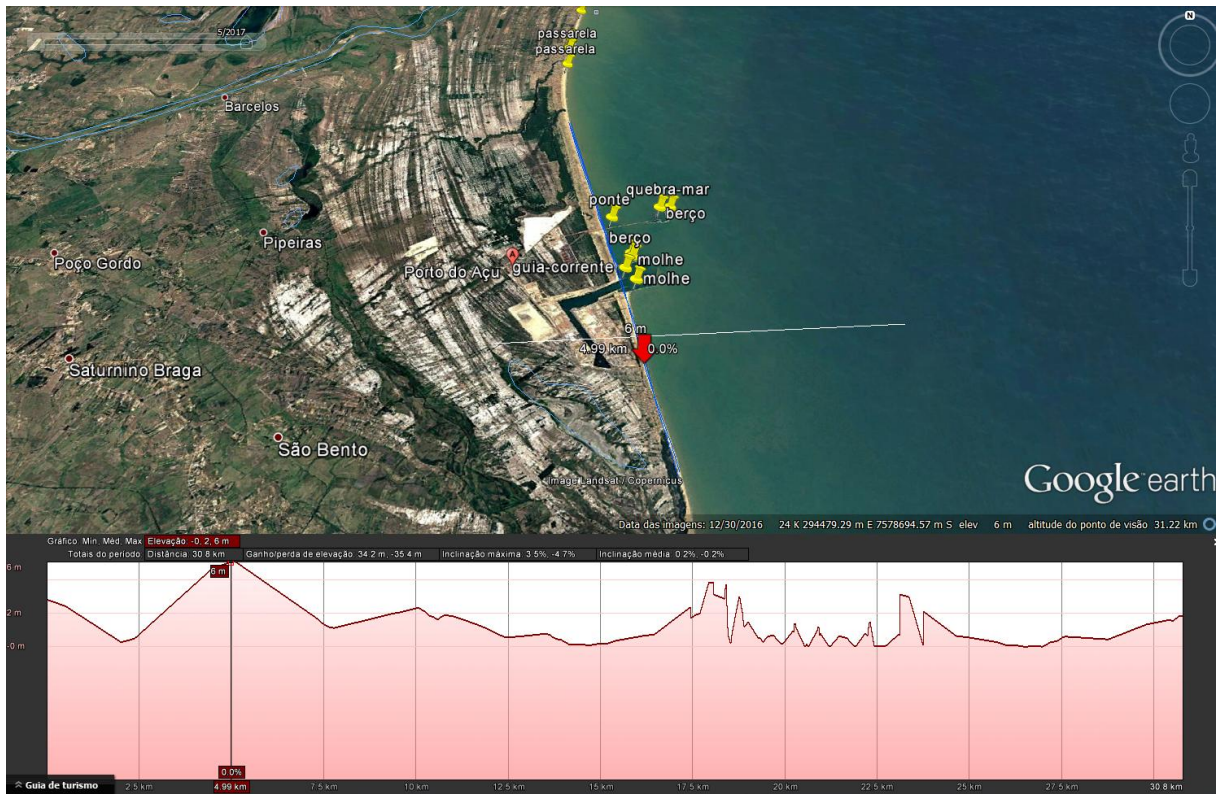 5/2017
N
passarela
passarela
Barcelos
quebra-mar
ponte
berço
Pipeiras
berço
Poço Gordo
A
molhe
Porto do Açu
guia-corrente
molhe
6 m
4.99 km
0.0%
Saturnino Braga
São Bento
Image Landsat / Copernicus
Google earth
Data das imagens: 12/30/2016 24 K 294479.29 m E 7578694.57 m S elev 6 m altitude do ponto de visão 31.22 km
Gráfico: Min. Méd. Max Elevação: -0, 2, 6 m
Totais do período: Distância: 30.8 km Ganho/perda de elevação: 34.2 m, -35.4 m Inclinação máxima: 3.5%, -4.7% Inclinação média: 0.2%, -0.2%
6 m
6 m
2 m
-0 m
0.0%
Guia de turismo
2.5 km 4.99 km 7.5 km 10 km 12.5 km 15 km 17.5 km 20 km 22.5 km 25 km 27.5 km 30.8 km